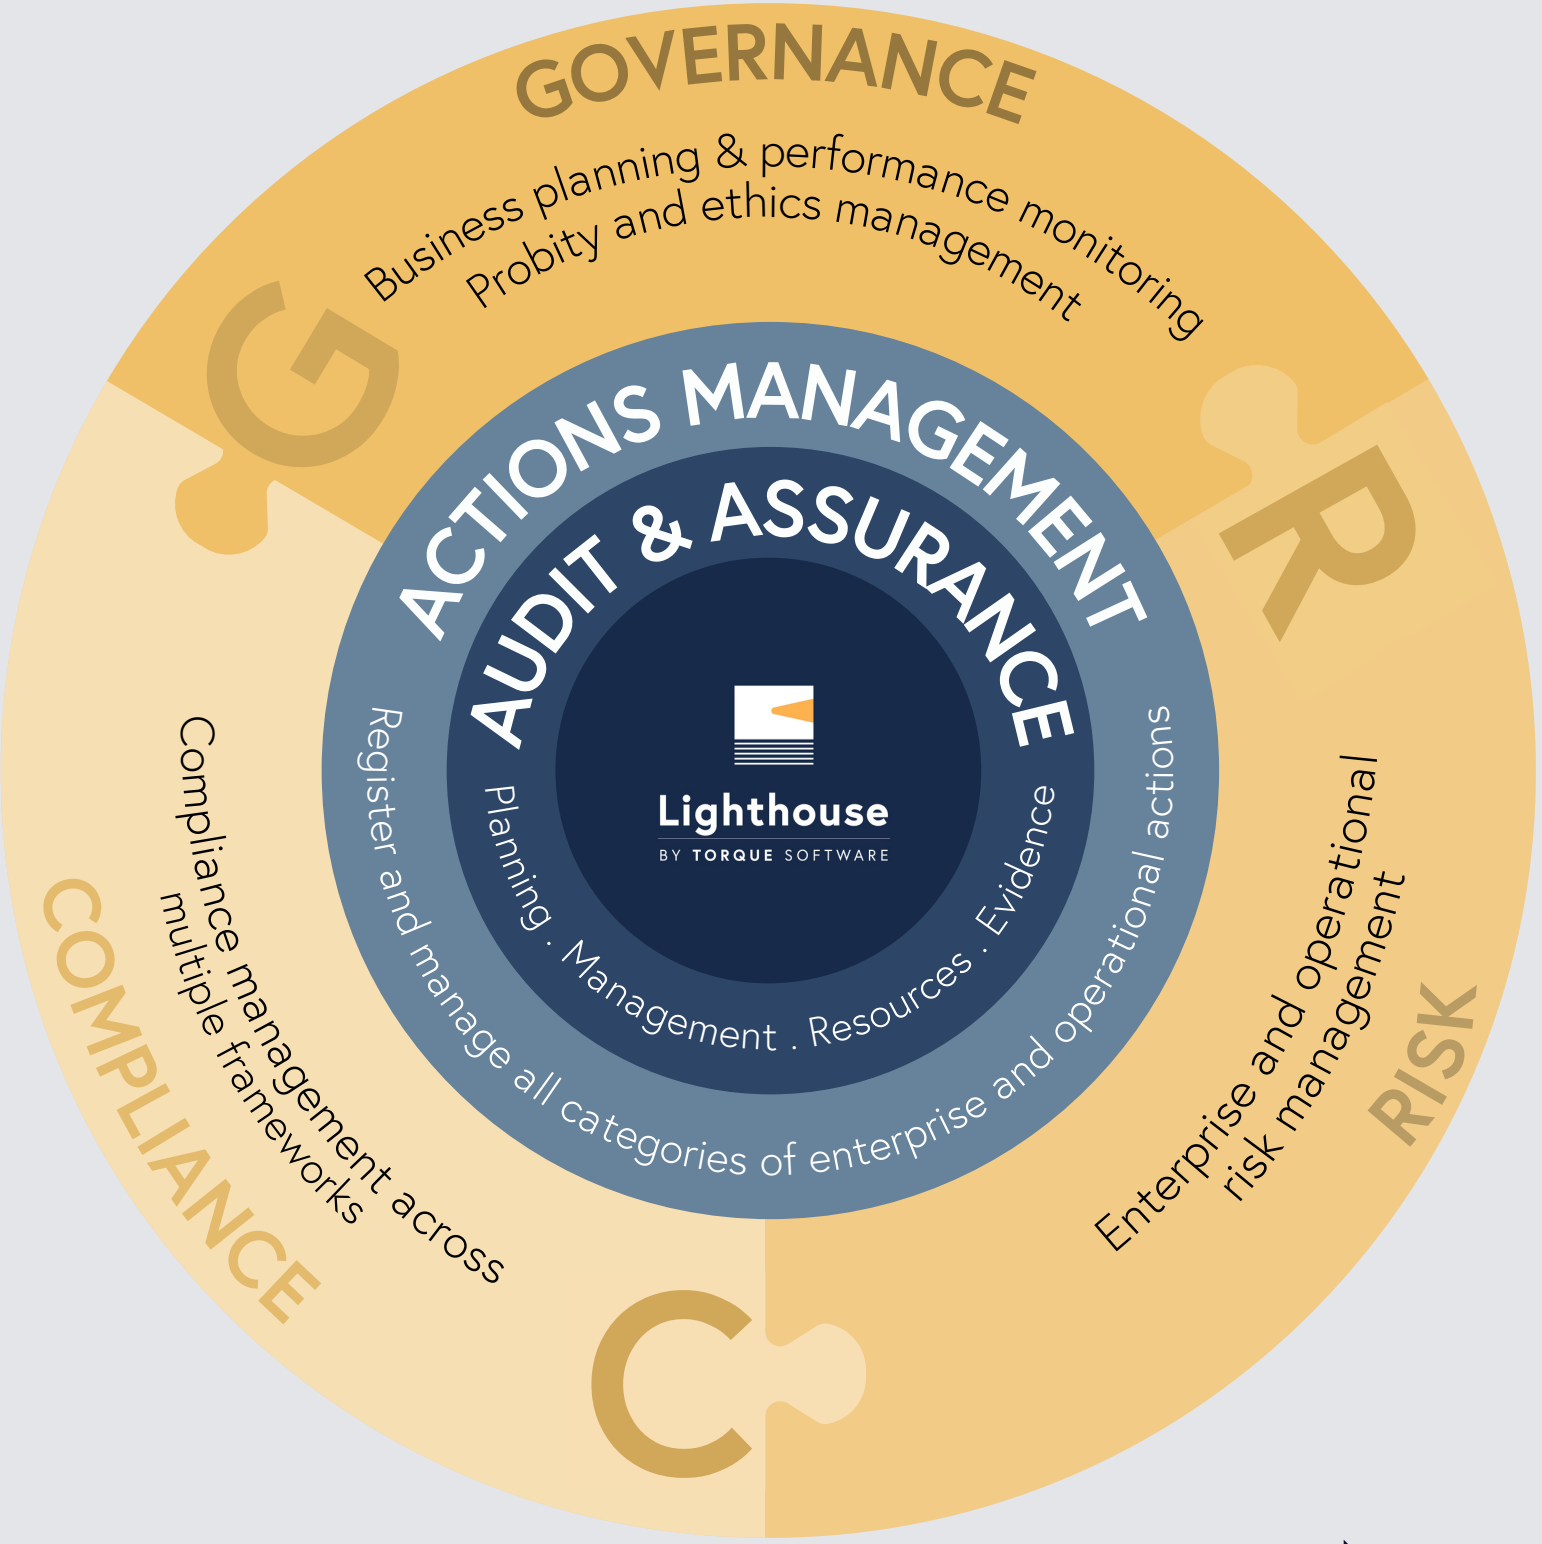 GOVERNANCE
Business planning & performance monitoring
Probity and ethics management
G
R
ACTIONS MANAGEMENT
AUDIT & ASSURANCE
Lighthouse
BY TORQUE SOFTWARE
Planning . Management . Resources . Evidence
Register and manage all categories of enterprise and operational actions
Enterprise and operational
risk management
RISK
Compliance management across
multiple frameworks
COMPLIANCE
C